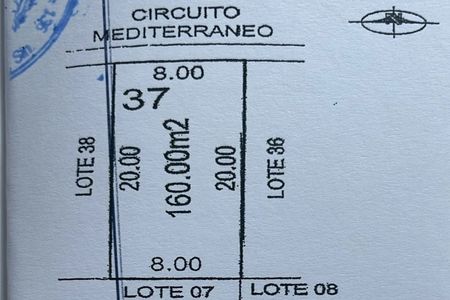 CIRCUITO
MEDITERRANEO
8.00
37
LOTE 38
20.00
160.00m2
20.00
LOTE 36
8.00
LOTE 07
LOTE 08